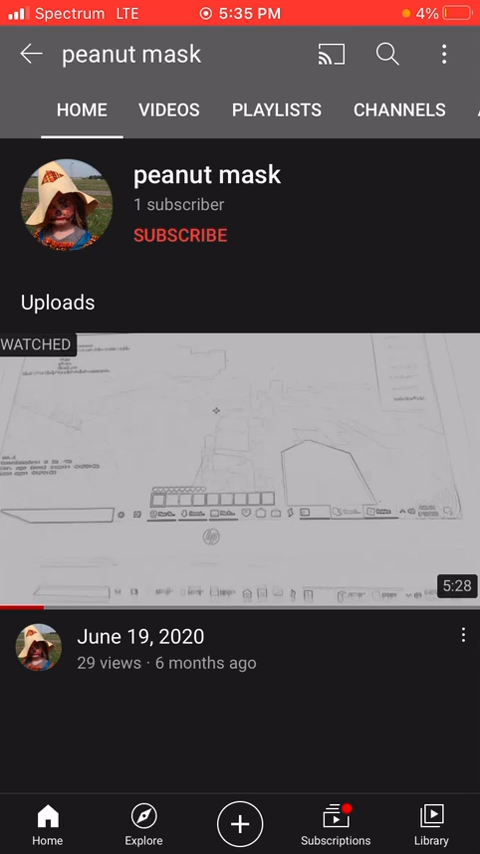 Spectrum LTE 5:35 PM 4%
peanut mask
HOME VIDEOS PLAYLISTS CHANNELS
peanut mask
1 subscriber
SUBSCRIBE
Uploads
WATCHED
hp
5:28
June 19, 2020
29 views · 6 months ago
Home Explore Subscriptions Library